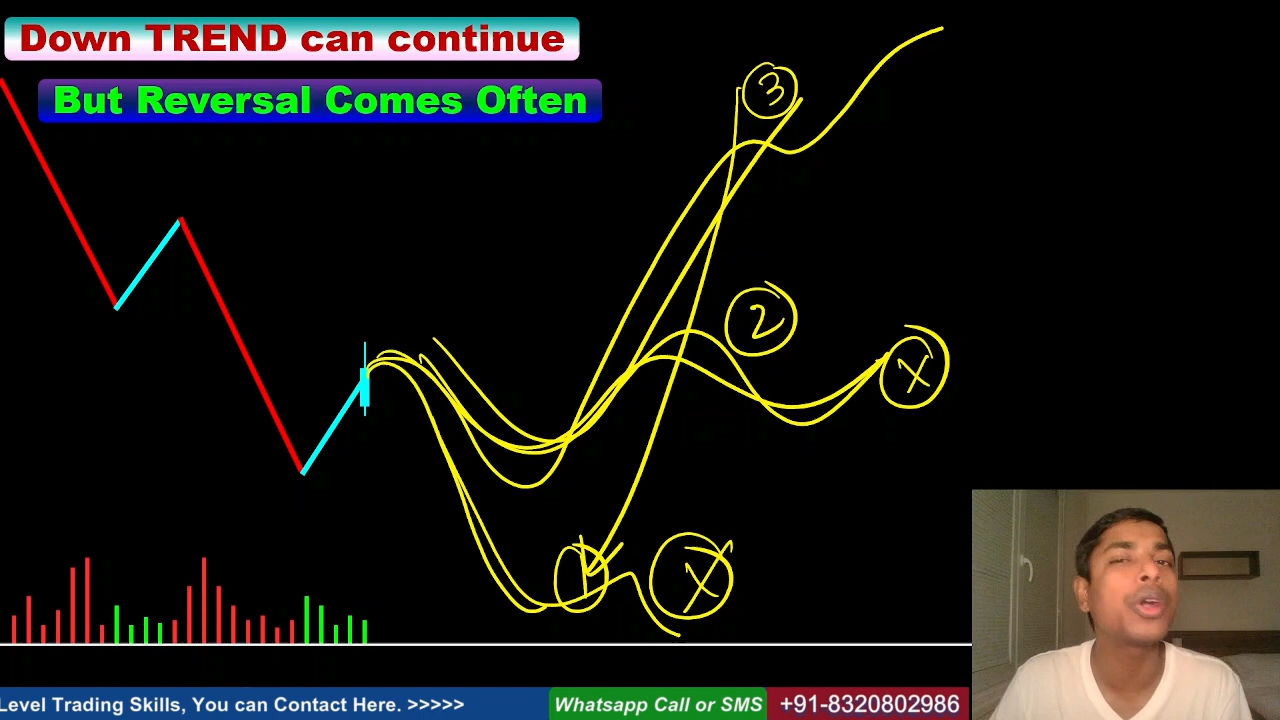 Down TREND can continue
But Reversal Comes Often
3
2
X
1
X
Level Trading Skills, You can Contact Here. >>>>> Whatsapp Call or SMS +91-8320802986